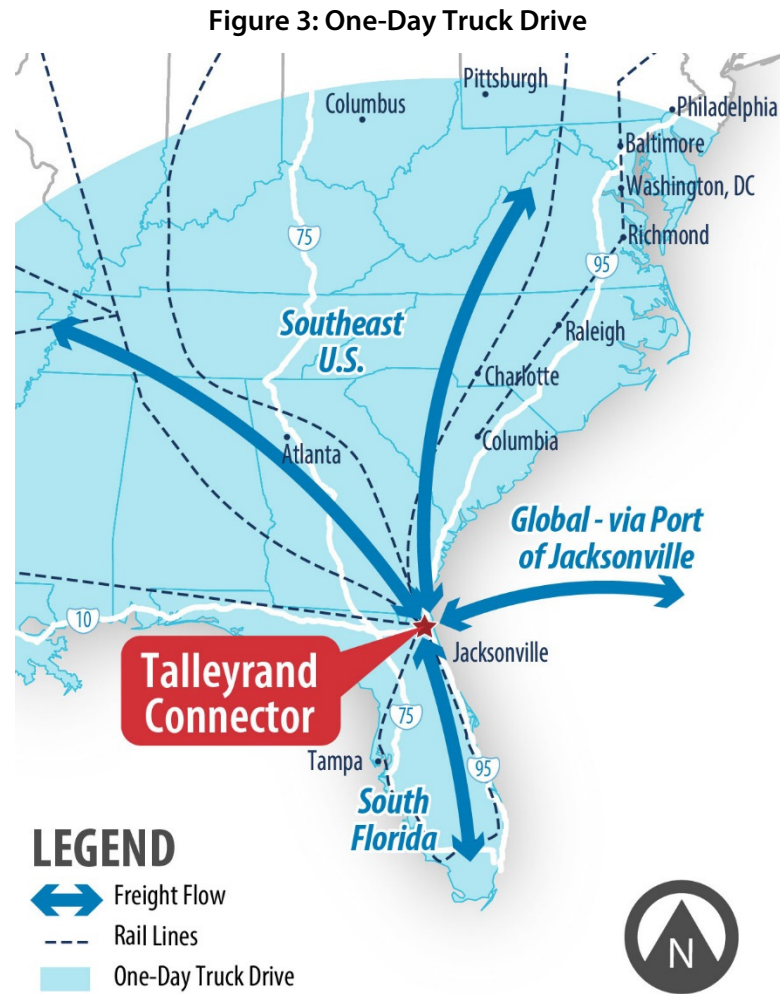 Figure 3: One-Day Truck Drive
Pittsburgh
Columbus
Philadelphia
Baltimore
Washington, DC
Richmond
75
95
Southeast
U.S.
Raleigh
Charlotte
Atlanta
Columbia
Global - via Port
of Jacksonville
10
Talleyrand
Connector
Jacksonville
75
Tampa
95
South
Florida
LEGEND
Freight Flow
Rail Lines
One-Day Truck Drive
N